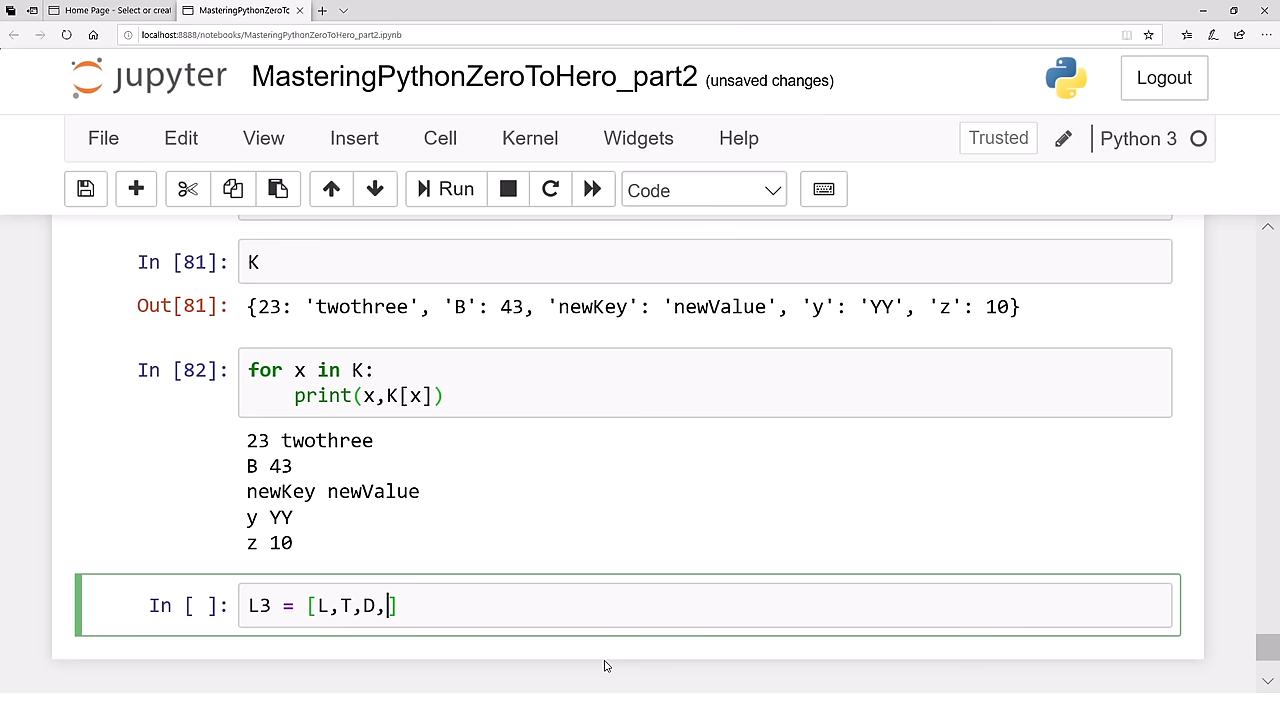 Home Page - Select or creat
MasteringPythonZeroTo
localhost:8888/notebooks/MasteringPythonZeroToHero_part2.ipynb
jupyter MasteringPythonZeroToHero_part2 (unsaved changes)
Logout
File Edit View Insert Cell Kernel Widgets Help Trusted Python 3
Run Code
In [81]: K
Out[81]: {23: 'twothree', 'B': 43, 'newKey': 'newValue', 'y': 'YY', 'z': 10}
In [82]: for x in K:
print(x,K[x])
23 twothree
B 43
newKey newValue
y YY
z 10
In [ ]: L3 = [L,T,D,]